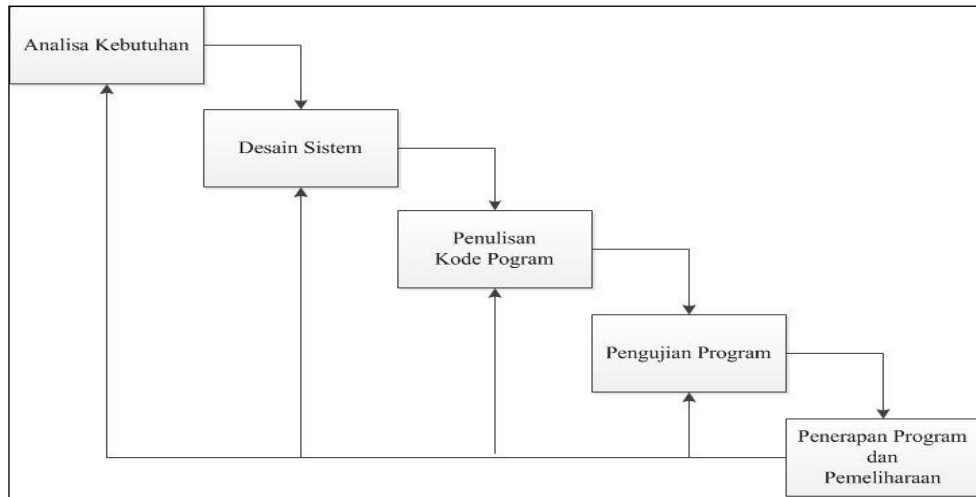 Analisa Kebutuhan
Desain Sistem
Penulisan
Kode Pogram
Pengujian Program
Penerapan Program
dan
Pemeliharaan